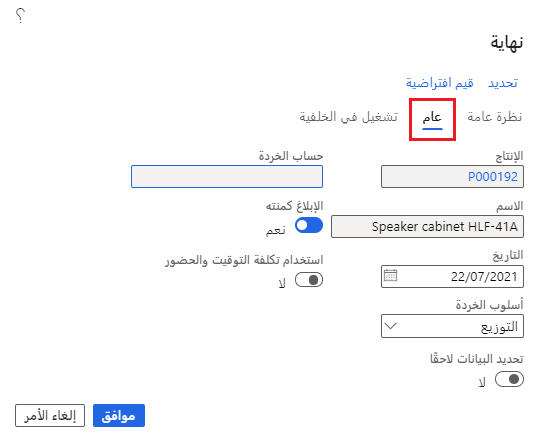 ؟
نهاية
تحديد قيم افتراضية
نظرة عامة عام تشغيل في الخلفية
الإنتاج
P000192
الاسم
Speaker cabinet HLF-41A
التاريخ
22/07/2021
أسلوب الخردة
التوزيع
تحديد البيانات لاحقًا
لا
حساب الخردة
الإبلاغ كمنته
نعم
استخدام تكلفة التوقيت والحضور
لا
موافق إلغاء الأمر